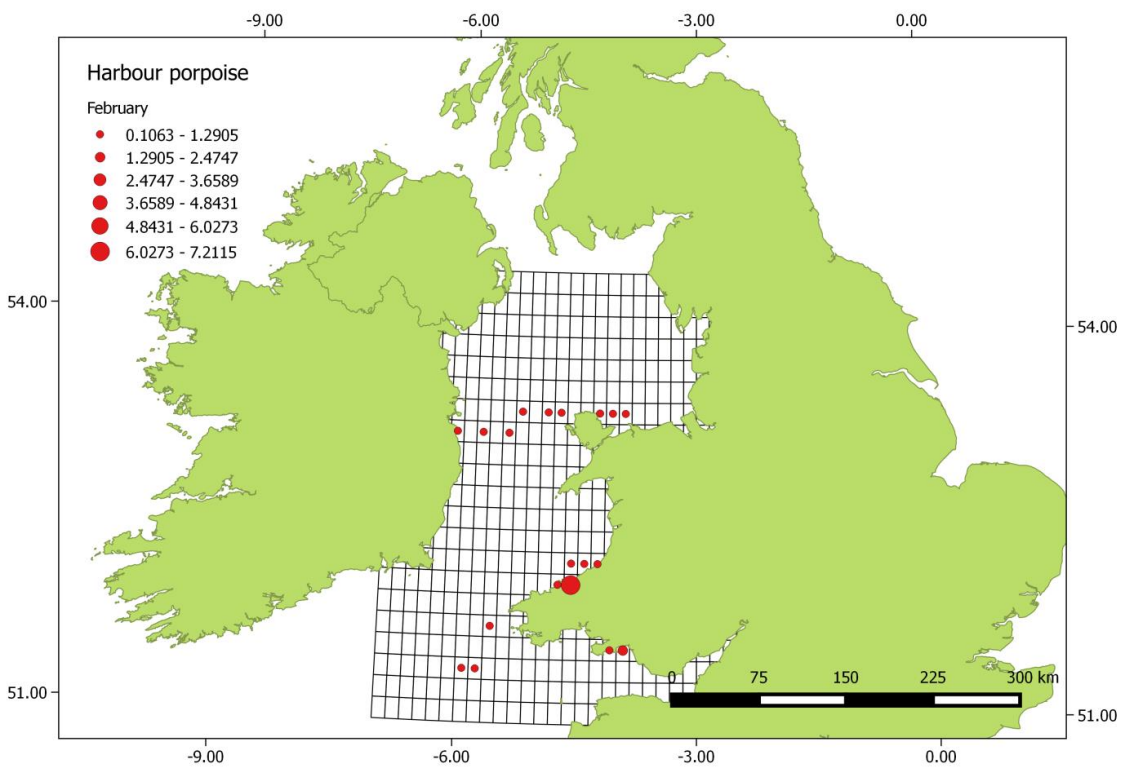 -9.00 -6.00 -3.00 0.00
Harbour porpoise
February
0.1063 - 1.2905
1.2905 - 2.4747
2.4747 - 3.6589
3.6589 - 4.8431
4.8431 - 6.0273
6.0273 - 7.2115
54.00 54.00
0 75 150 225 300 km
51.00 51.00
-9.00 -6.00 -3.00 0.00